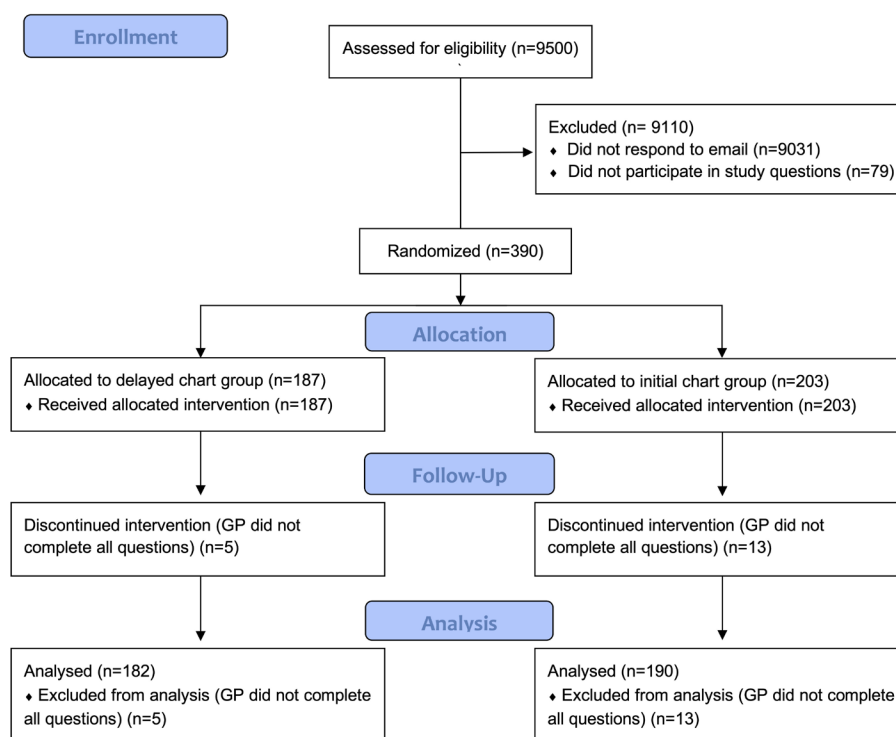 Enrollment
Assessed for eligibility (n=9500)
Excluded (n= 9110)
♦ Did not respond to email (n=9031)
♦ Did not participate in study questions (n=79)
Randomized (n=390)
Allocation
Allocated to delayed chart group (n=187)
♦ Received allocated intervention (n=187)
Allocated to initial chart group (n=203)
♦ Received allocated intervention (n=203)
Follow-Up
Discontinued intervention (GP did not
complete all questions) (n=5)
Discontinued intervention (GP did not
complete all questions) (n=13)
Analysis
Analysed (n=182)
♦ Excluded from analysis (GP did not complete
all questions) (n=5)
Analysed (n=190)
♦ Excluded from analysis (GP did not complete
all questions) (n=13)